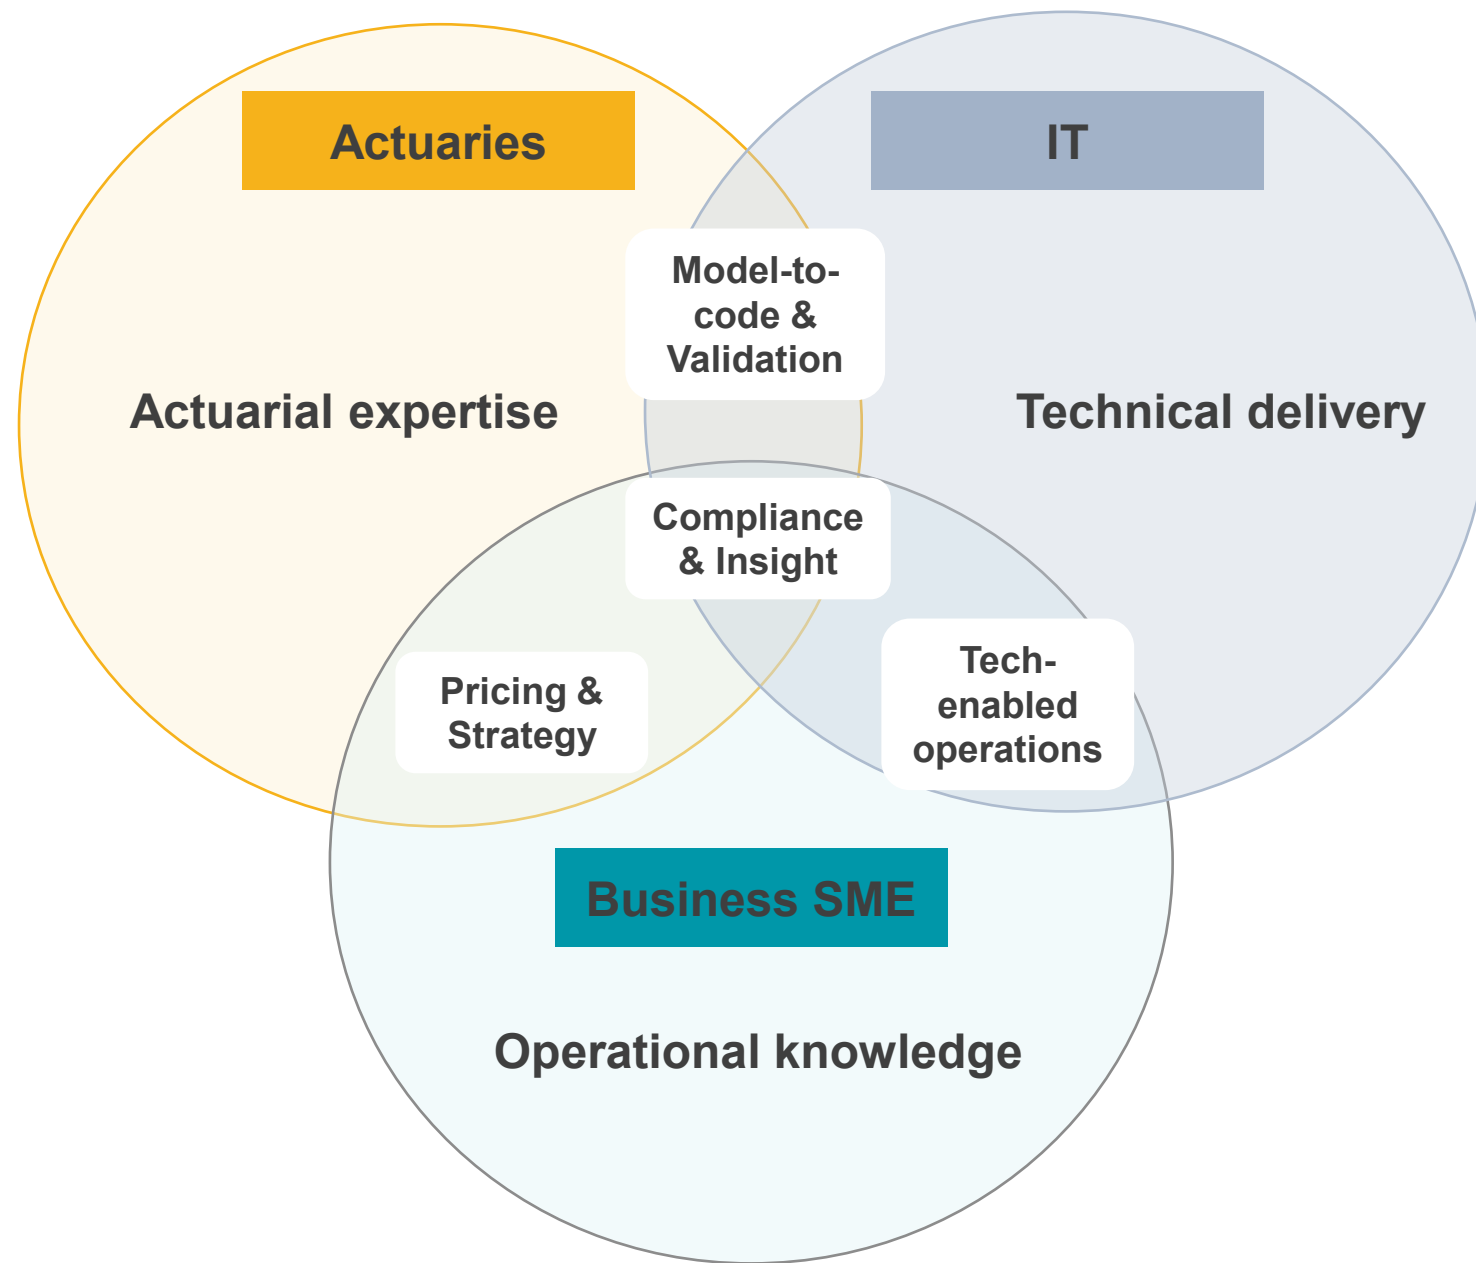 Actuaries
IT
Model-to-
code &
Validation
Actuarial expertise
Technical delivery
Compliance
& Insight
Pricing &
Strategy
Tech-
enabled
operations
Business SME
Operational knowledge